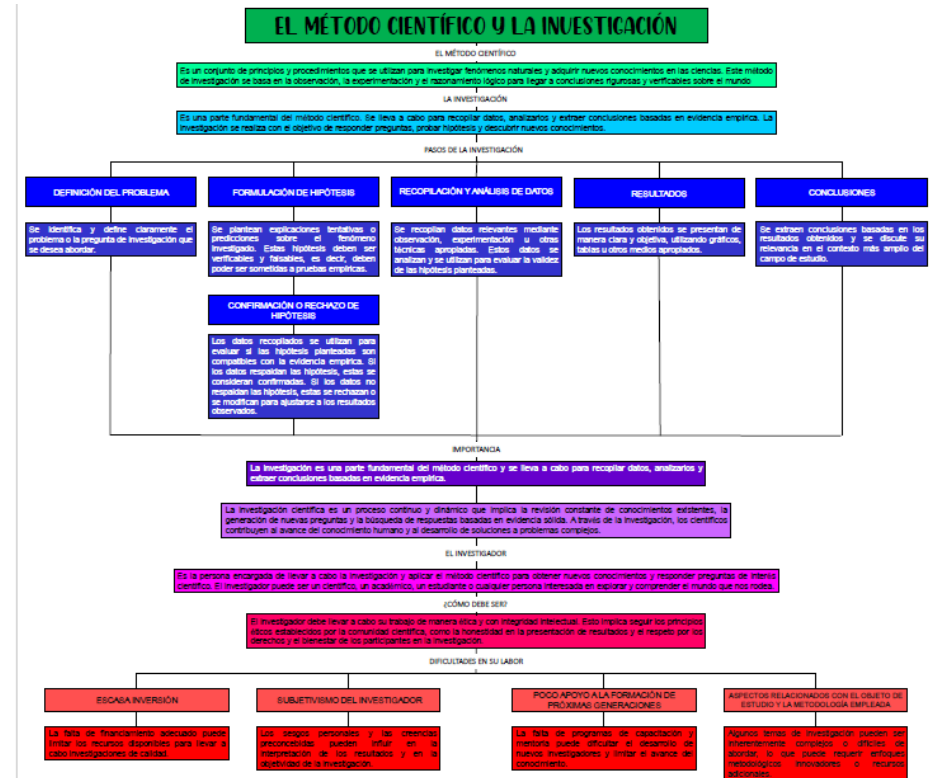 EL MÉTODO CIENTÍFICO Y LA INVESTIGACIÓN
EL MÉTODO CIENTÍFICO
Es un conjunto de principios y procedimientos que se utilizan para investigar fenómenos naturales y adquirir nuevos conocimientos en las ciencias. Este método
de investigación se basa en la observación, la experimentación y el razonamiento lógico para llegar a conclusiones rigurosas y verificables sobre el mundo
LA INVESTIGACIÓN
Es una parte fundamental del método científico. Se lleva a cabo para recopilar datos, analizarlos y extraer conclusiones basadas en evidencia empírica. La
investigación se realiza con el objetivo de responder preguntas, probar hipótesis y descubrir nuevos conocimientos.
PASOS DE LA INVESTIGACIÓN
DEFINICIÓN DEL PROBLEMA
Se identifica y define claramente el
problema o la pregunta de investigación que
se desea abordar.
FORMULACIÓN DE HIPÓTESIS
Se plantean explicaciones tentativas o
predicciones sobre el fenómeno
investigado. Estas hipótesis deben ser
verificables y falsables, es decir, deben
poder ser sometidas a pruebas empíricas.
CONFIRMACIÓN O RECHAZO DE
HIPÓTESIS
Los datos recopilados se utilizan para
evaluar si las hipótesis planteadas son
compatibles con la evidencia empírica. Si
los datos respaldan las hipótesis, estas se
consideran confirmadas. Si los datos no
respaldan las hipótesis, estas se rechazan o
se modifican para ajustarse a los resultados
observados.
RECOPILACIÓN Y ANÁLISIS DE DATOS
Se recopilan datos relevantes mediante
observación, experimentación u otras
técnicas apropiadas. Estos datos se
analizan y se utilizan para evaluar la validez
de las hipótesis planteadas.
RESULTADOS
Los resultados obtenidos se presentan de
manera clara y objetiva, utilizando gráficos,
tablas u otros medios apropiados.
CONCLUSIONES
Se extraen conclusiones basadas en los
resultados obtenidos y se discute su
relevancia en el contexto más amplio del
campo de estudio.
IMPORTANCIA
La investigación es una parte fundamental del método científico y se lleva a cabo para recopilar datos, analizarlos y
extraer conclusiones basadas en evidencia empírica.
La investigación científica es un proceso continuo y dinámico que implica la revisión constante de conocimientos existentes, la
generación de nuevas preguntas y la búsqueda de respuestas basadas en evidencia sólida. A través de la investigación, los científicos
contribuyen al avance del conocimiento humano y al desarrollo de soluciones a problemas complejos.
EL INVESTIGADOR
Es la persona encargada de llevar a cabo la investigación y aplicar el método científico para obtener nuevos conocimientos y responder preguntas de interés
científico. El investigador puede ser un científico, un académico, un estudiante o cualquier persona interesada en explorar y comprender el mundo que nos rodea.
¿CÓMO DEBE SER?
El investigador debe llevar a cabo su trabajo de manera ética y con integridad intelectual. Esto implica seguir los principios
éticos establecidos por la comunidad científica, como la honestidad en la presentación de resultados y el respeto por los
derechos y el bienestar de los participantes en la investigación.
DIFICULTADES EN SU LABOR
ESCASA INVERSIÓN
La falta de financiamiento adecuado puede
limitar los recursos disponibles para llevar a
cabo investigaciones de calidad.
SUBJETIVISMO DEL INVESTIGADOR
Los sesgos personales y las creencias
preconcebidas pueden influir en la
interpretación de los resultados y en la
objetividad de la investigación.
POCO APOYO A LA FORMACIÓN DE
PRÓXIMAS GENERACIONES
La falta de programas de capacitación y
mentoría puede dificultar el desarrollo de
nuevos investigadores y limitar el avance del
conocimiento.
ASPECTOS RELACIONADOS CON EL OBJETO DE
ESTUDIO Y LA METODOLOGÍA EMPLEADA
Algunos temas de investigación pueden ser
inherentemente complejos o difíciles de
abordar, lo que puede requerir enfoques
metodológicos innovadores o recursos
adicionales.